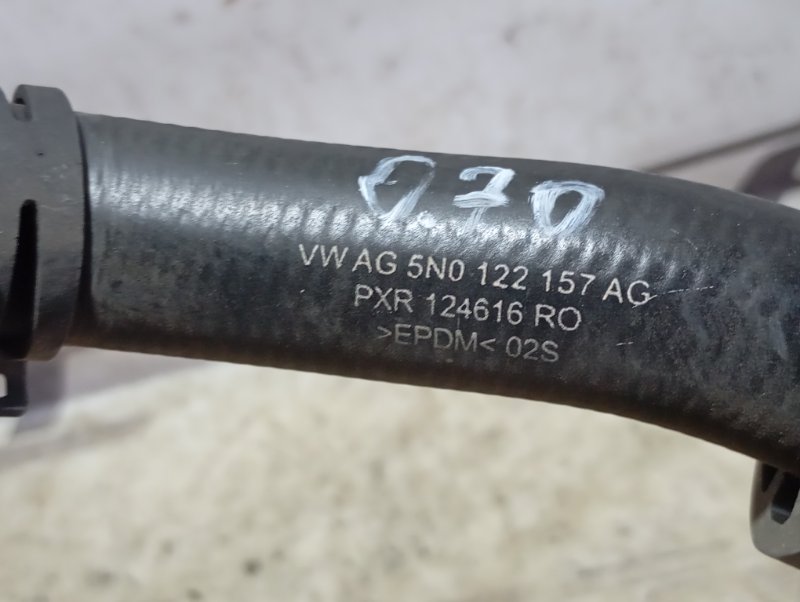 0.70
VW AG 5N0 122 157 AG
PXR 124616 RO
>EPDM< 02S